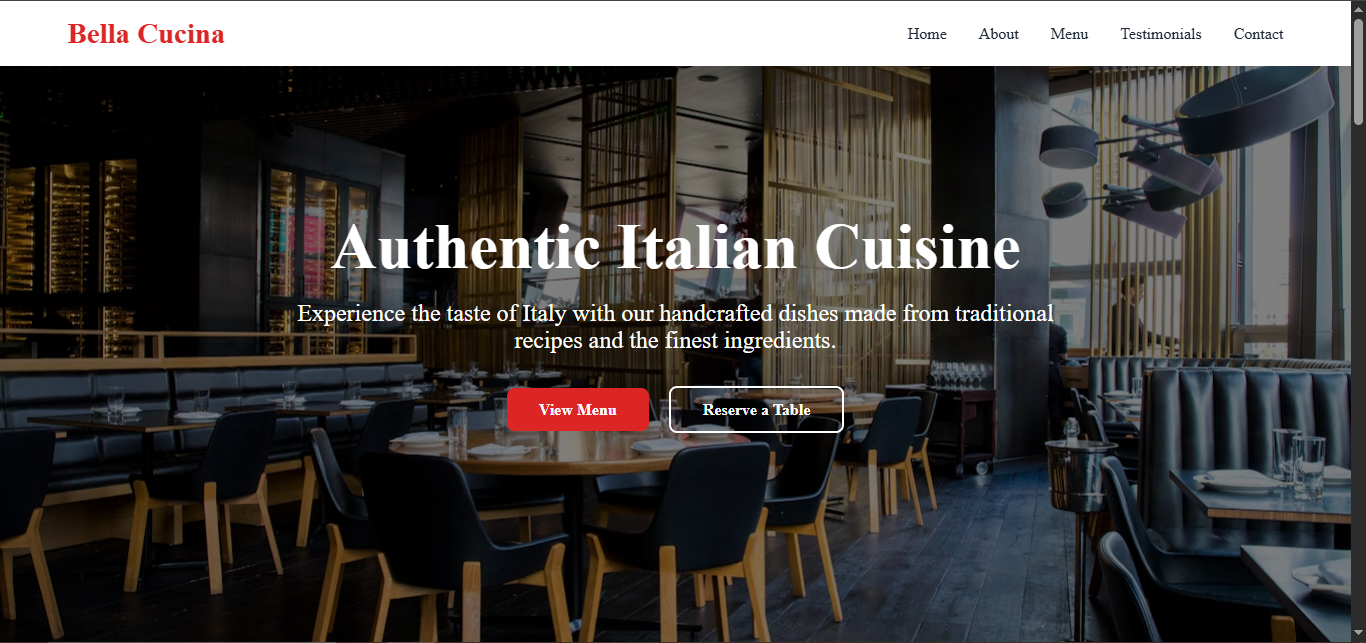 Bella Cucina
Home About Menu Testimonials Contact
Authentic Italian Cuisine
Experience the taste of Italy with our handcrafted dishes made from traditional
recipes and the finest ingredients.
View Menu Reserve a Table